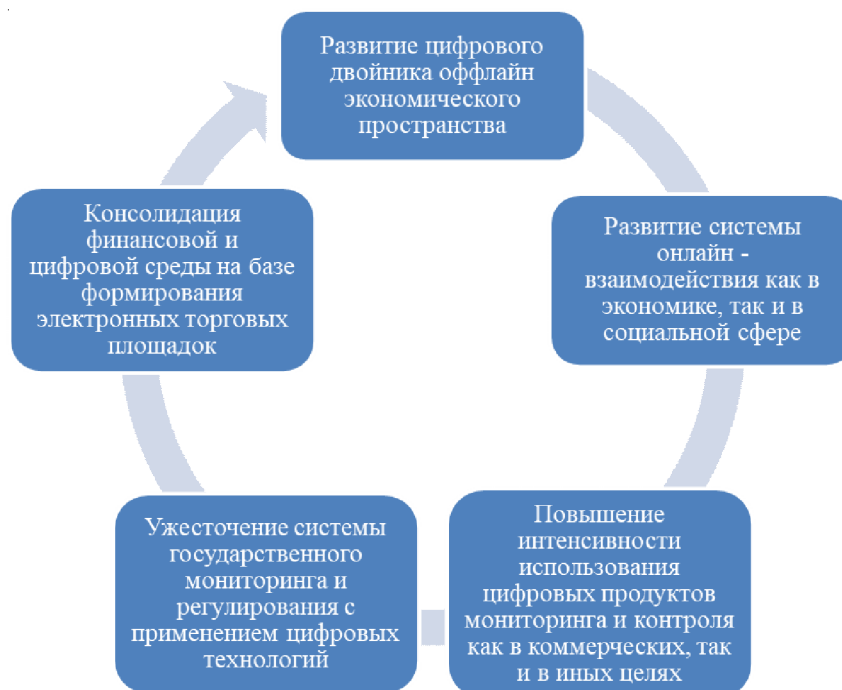 Развитие цифрового
двойника оффлайн
экономического
пространства
Развитие системы
онлайн -
взаимодействия как в
экономике, так и в
социальной сфере
Повышение
интенсивности
использования
цифровых продуктов
мониторинга и контроля
как в коммерческих, так
и в иных целях
Ужесточение системы
государственного
мониторинга и
регулирования с
применением цифровых
технологий
Консолидация
финансовой и
цифровой среды на базе
формирования
электронных торговых
площадок